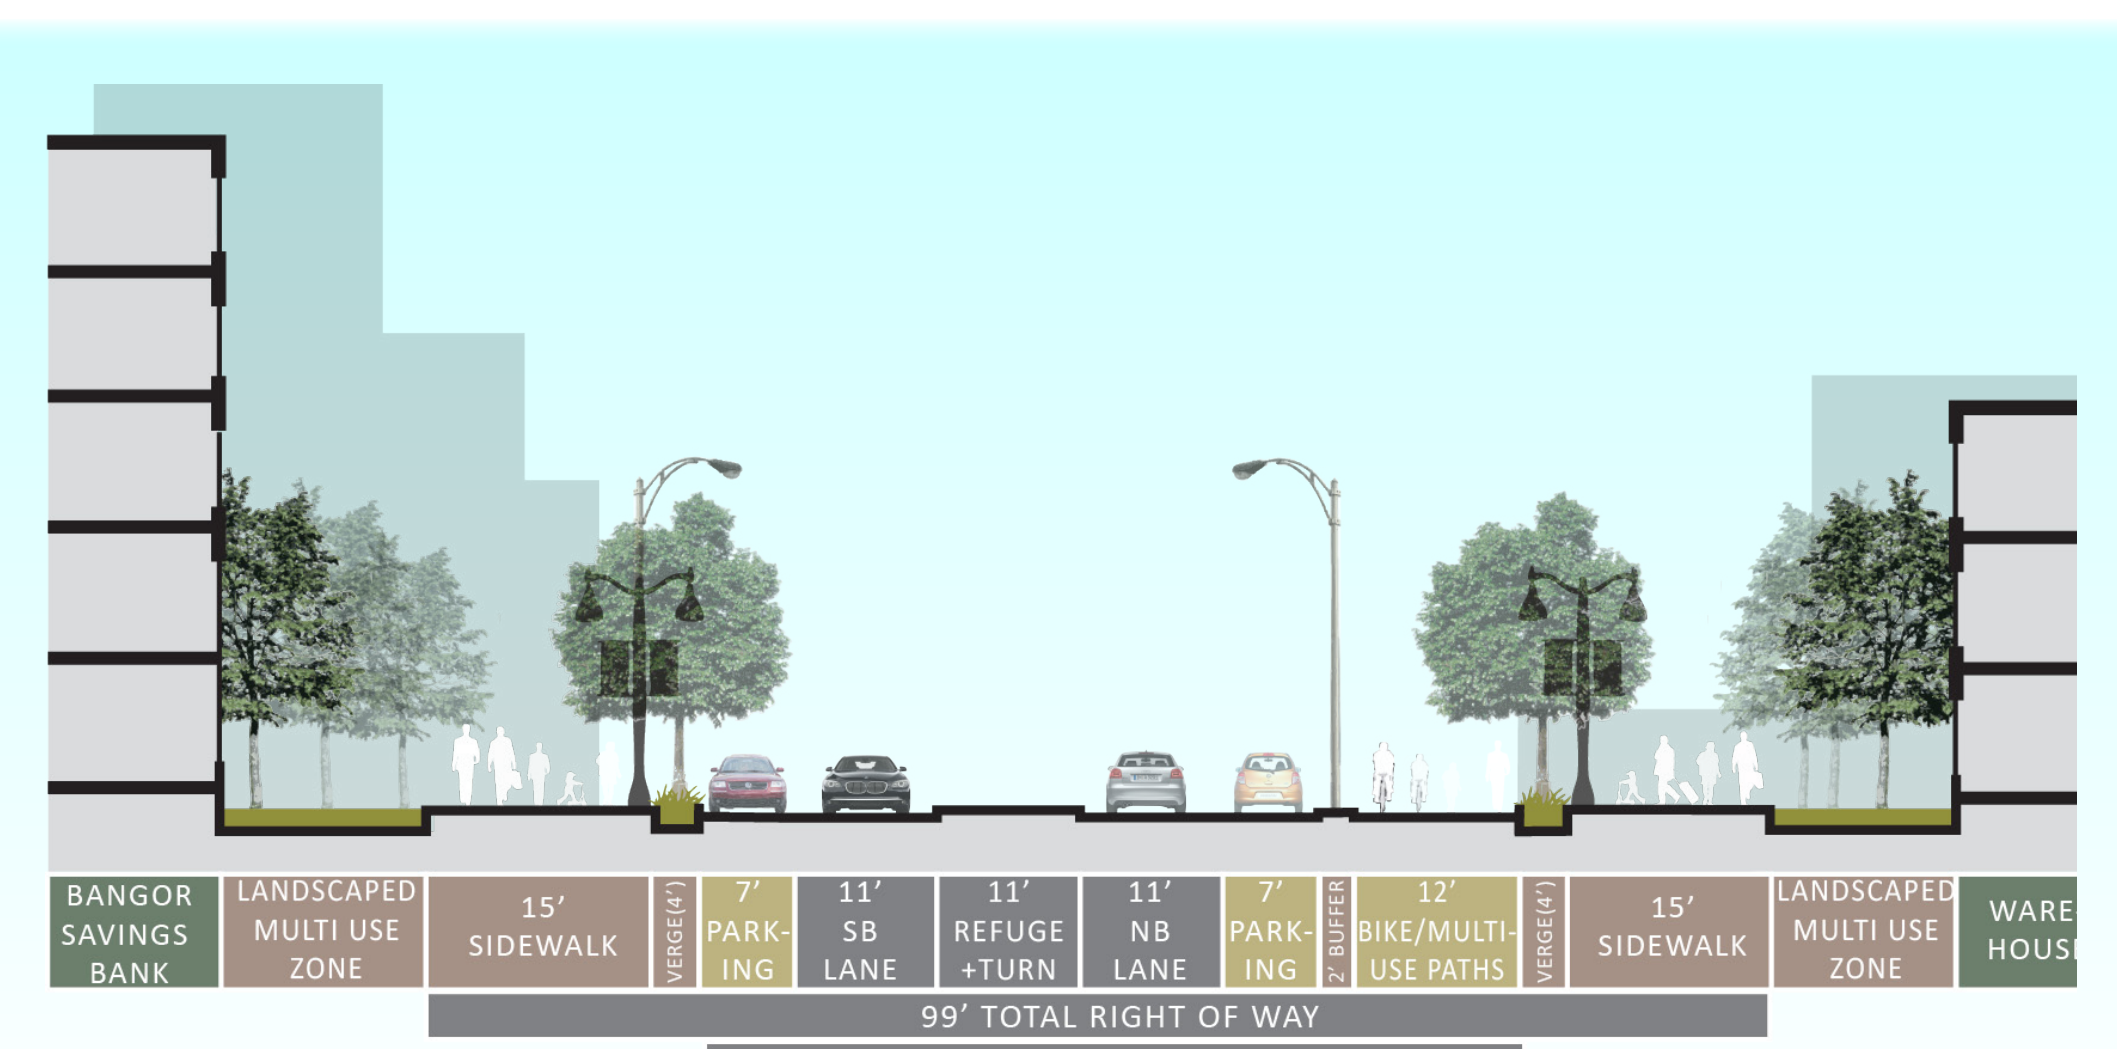 BANGOR
SAVINGS
BANK
LANDSCAPED
MULTI USE
ZONE
15’
SIDEWALK
VERGE(4’)
7’
PARK-
ING
11’
SB
LANE
11’
REFUGE
+TURN
11’
NB
LANE
7’
PARK-
ING
2’ BUFFER
12’
BIKE/MULTI-
USE PATHS
VERGE(4’)
15’
SIDEWALK
LANDSCAPED
MULTI USE
ZONE
WARE-
HOUS
99’ TOTAL RIGHT OF WAY